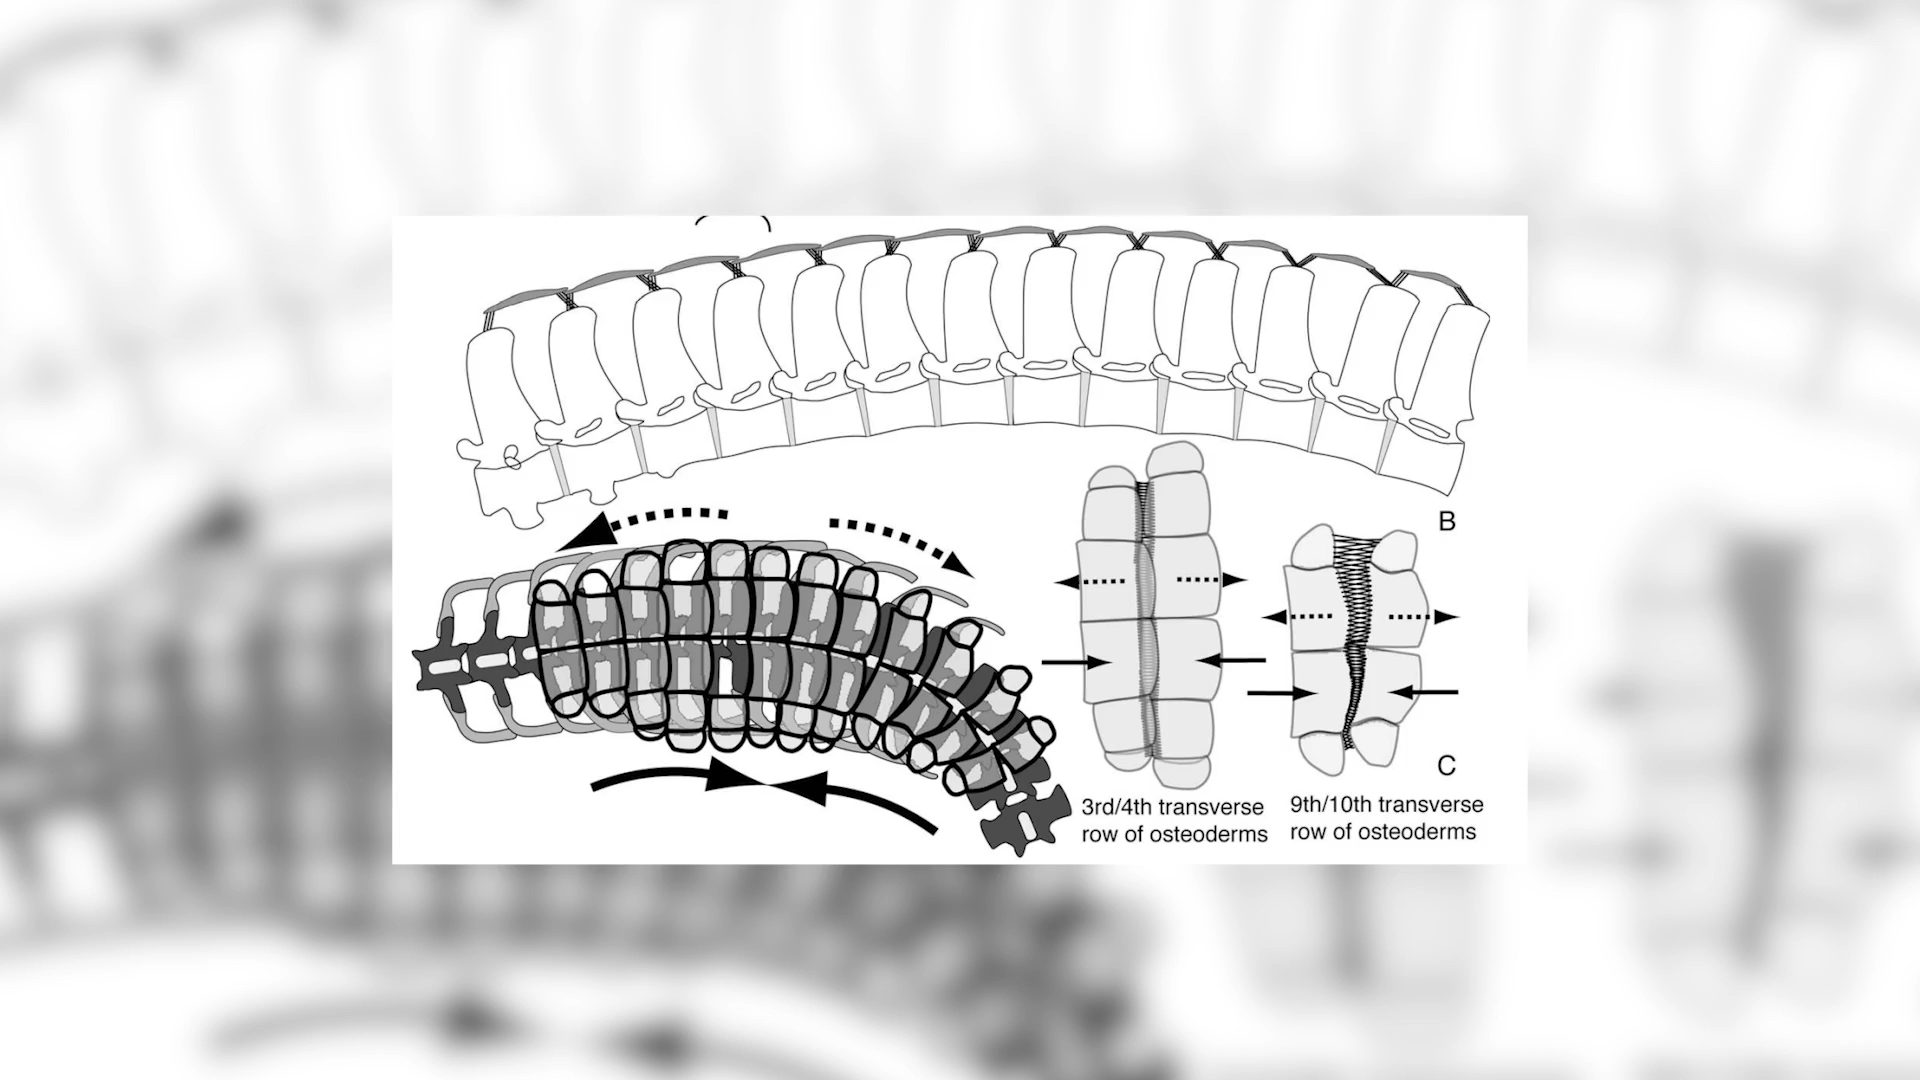 B
C
3rd/4th transverse
row of osteoderms
9th/10th transverse
row of osteoderms